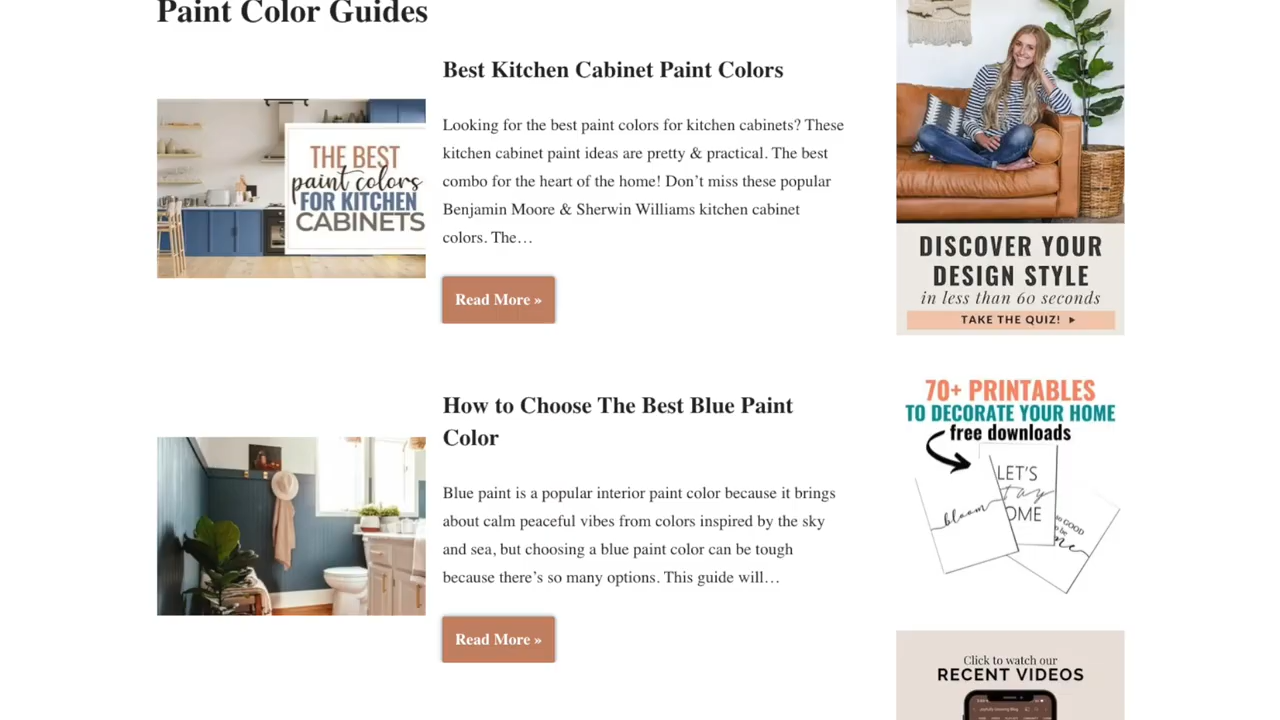 Paint Color Guides
Best Kitchen Cabinet Paint Colors
THE BEST
paint colors
FOR KITCHEN
CABINETS
Looking for the best paint colors for kitchen cabinets? These
kitchen cabinet paint ideas are pretty & practical. The best
combo for the heart of the home! Don’t miss these popular
Benjamin Moore & Sherwin Williams kitchen cabinet
colors. The…
Read More »
How to Choose The Best Blue Paint
Color
Blue paint is a popular interior paint color because it brings
about calm peaceful vibes from colors inspired by the sky
and sea, but choosing a blue paint color can be tough
because there’s so many options. This guide will…
Read More »
DISCOVER YOUR
DESIGN STYLE
in less than 60 seconds
TAKE THE QUIZ!
70+ PRINTABLES
TO DECORATE YOUR HOME
free downloads
bloom
LET'S
stay
OME
so GOOD
to be
me
Click to watch our
RECENT VIDEOS